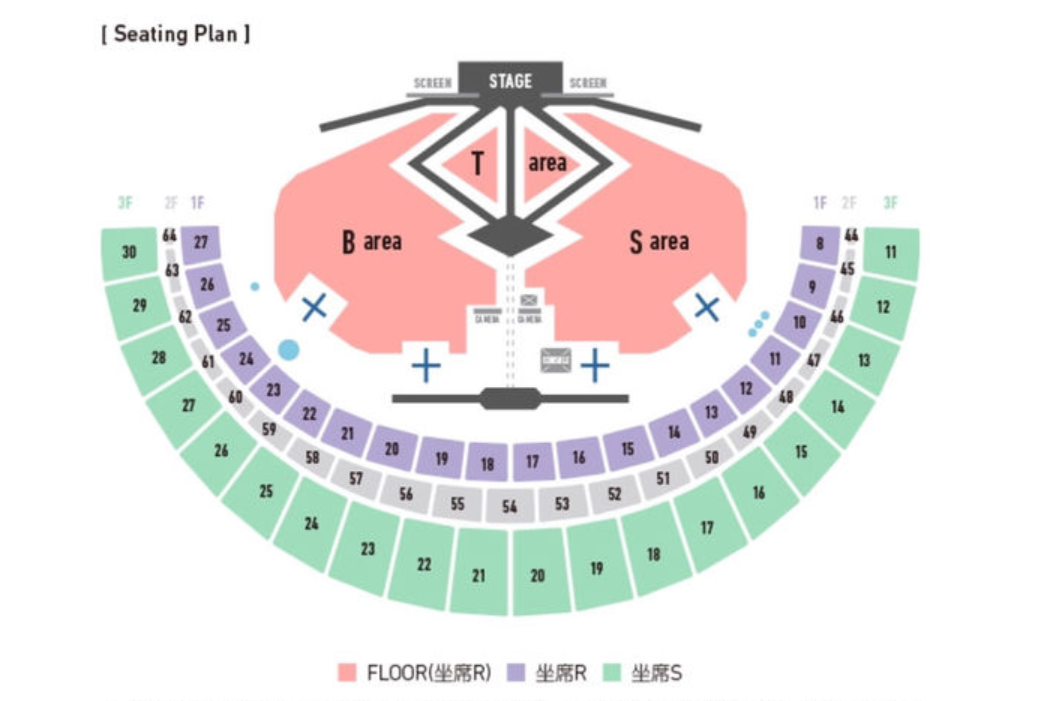 [ Seating Plan ]
STAGE
SCREEN SCREEN
T area
B area S area
3F 2F 1F 1F 2F 3F
30 64 27 8 44 11
63 26 9 45
29 62 25 10 46 12
28 61 24 11 47 13
27 60 23 12 48 14
59 22 13 49
26 58 21 14 50 15
57 20 19 18 17 16 15 51
25 56 55 54 53 52 16
24 23 22 21 20 19 18 17
CAMERA CAMERA
FLOOR(坐席R) 坐席R 坐席S